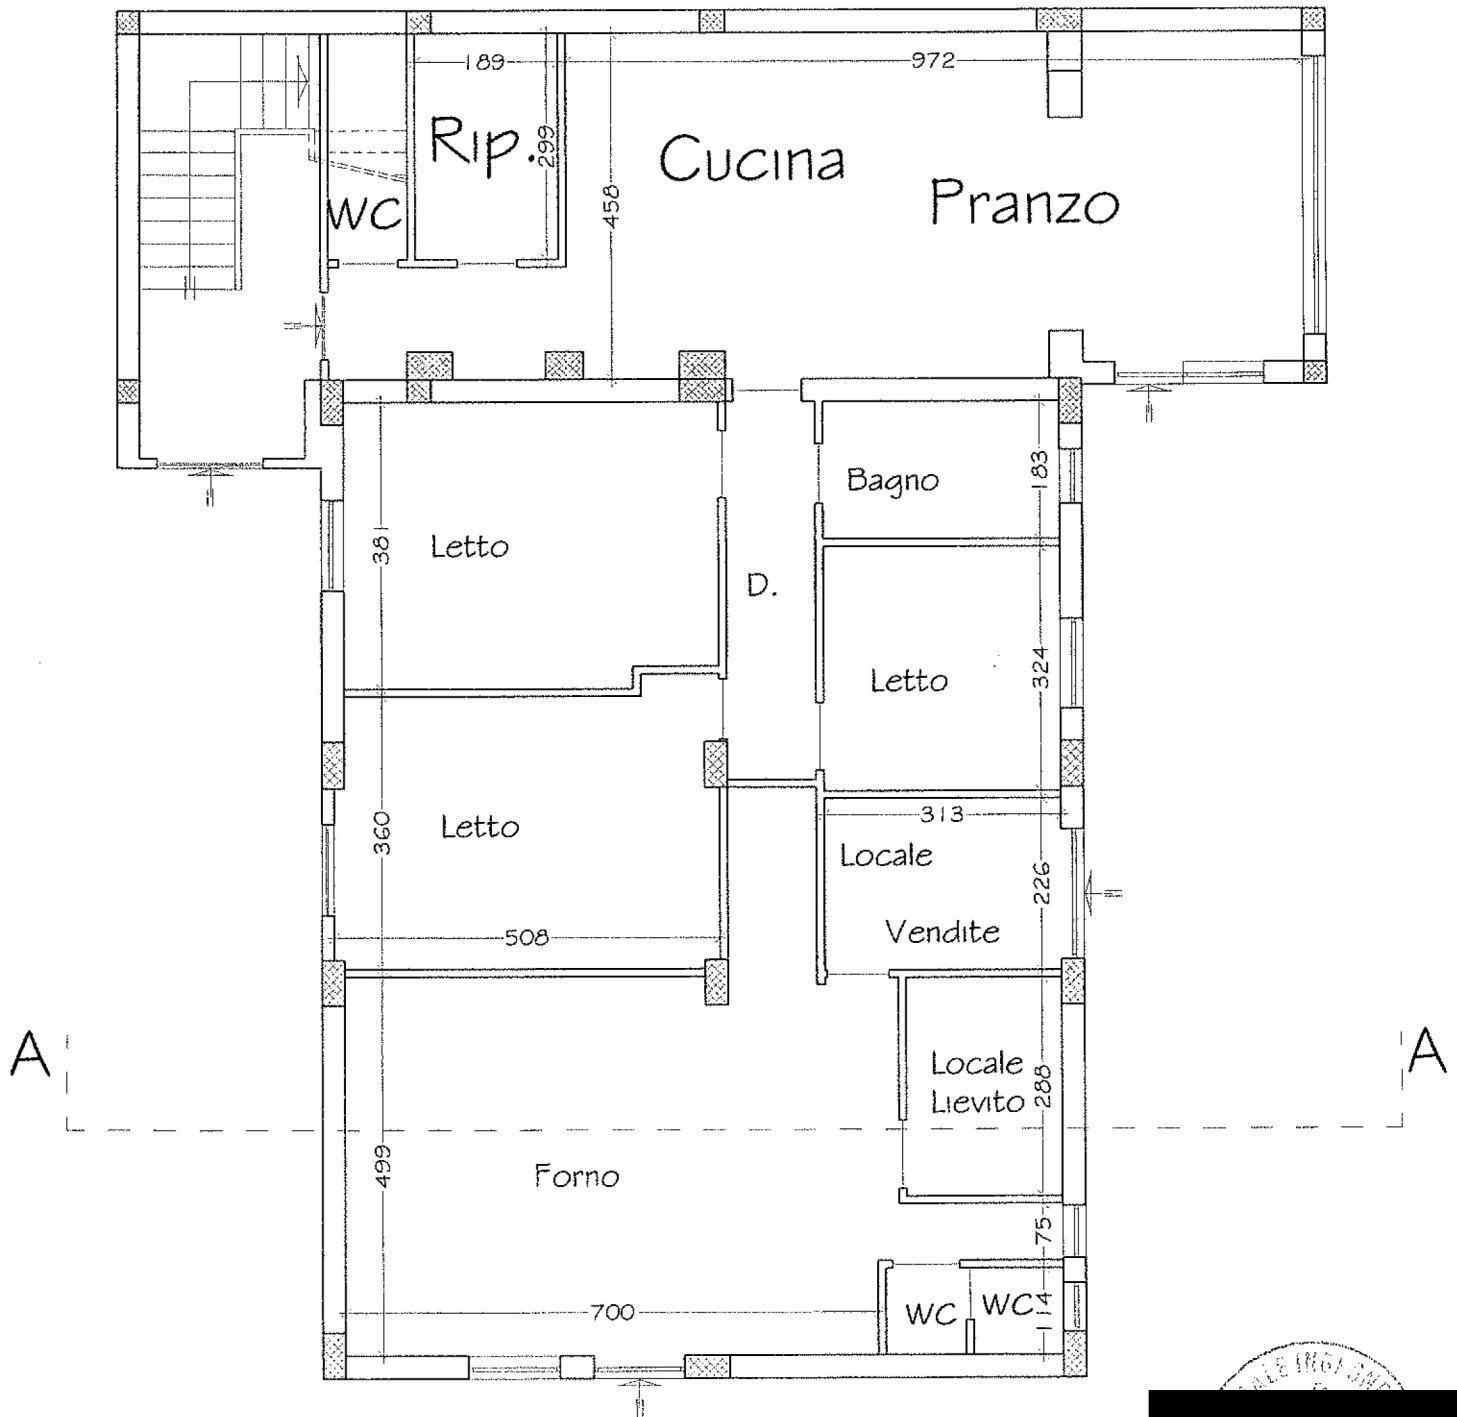 189
972
Rip.
299
Cucina
458
Pranzo
WC
183
Bagno
381
Letto
D.
324
Letto
360
Letto
313
Locale
226
Vendite
508
A
A
Locale
288
Lievito
499
Forno
75
WC
WC
114
700